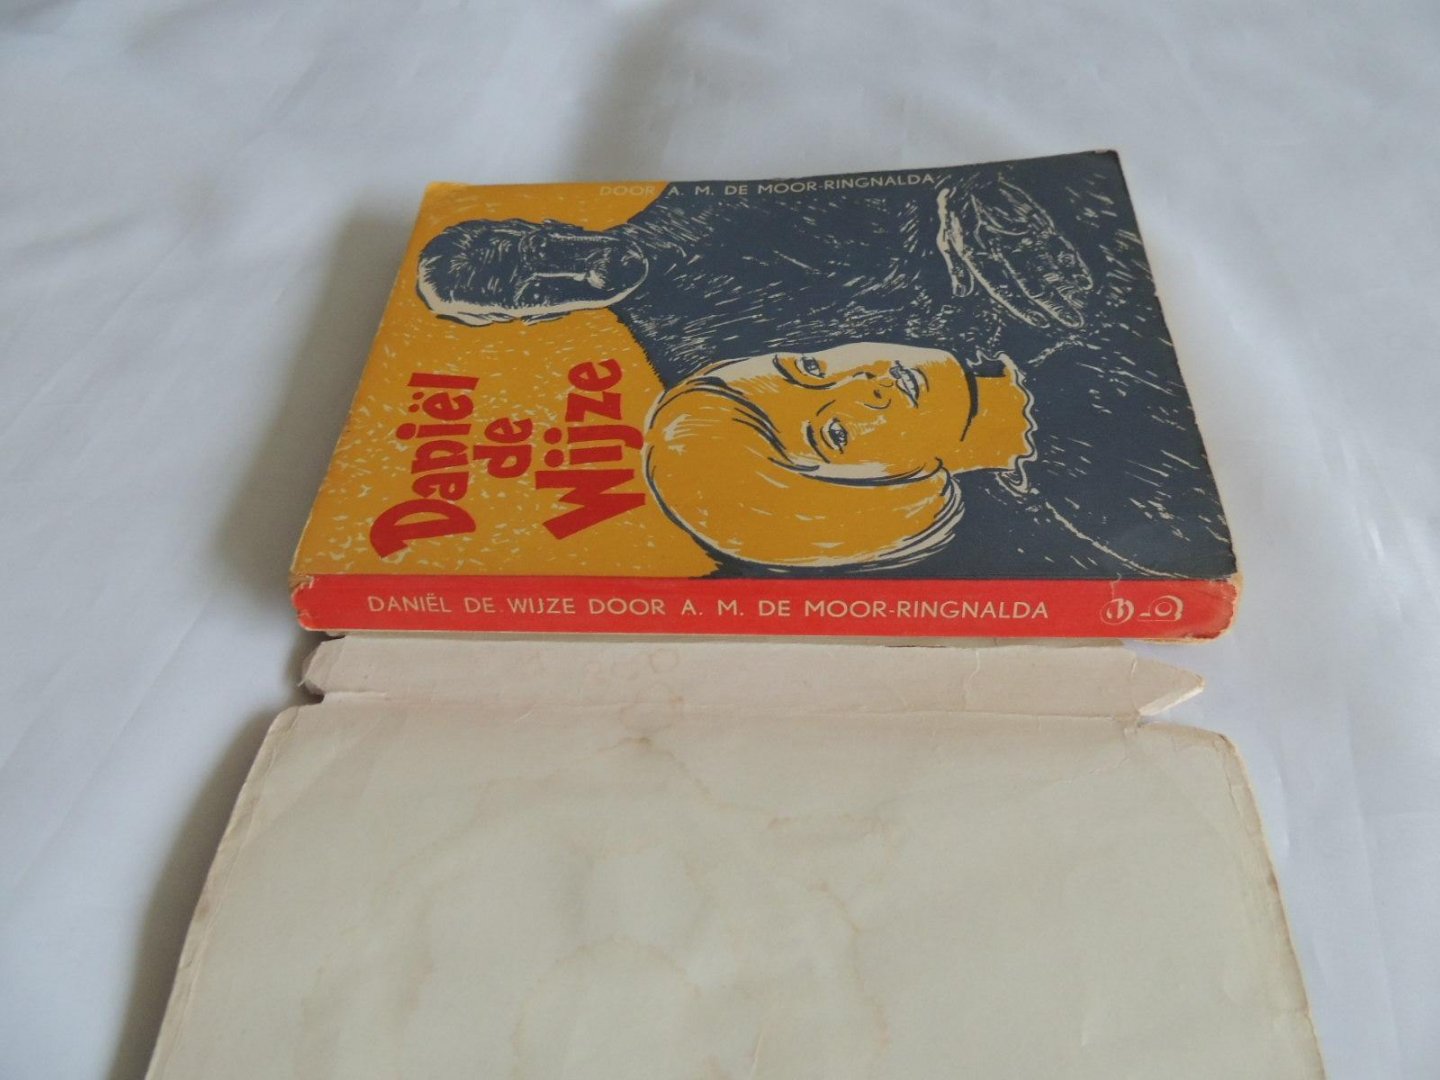 DOOR A. M. DE MOOR-RINGNALDA
Daniël
de
Wijze
DANIËL DE WIJZE DOOR A. M. DE MOOR-RINGNALDA